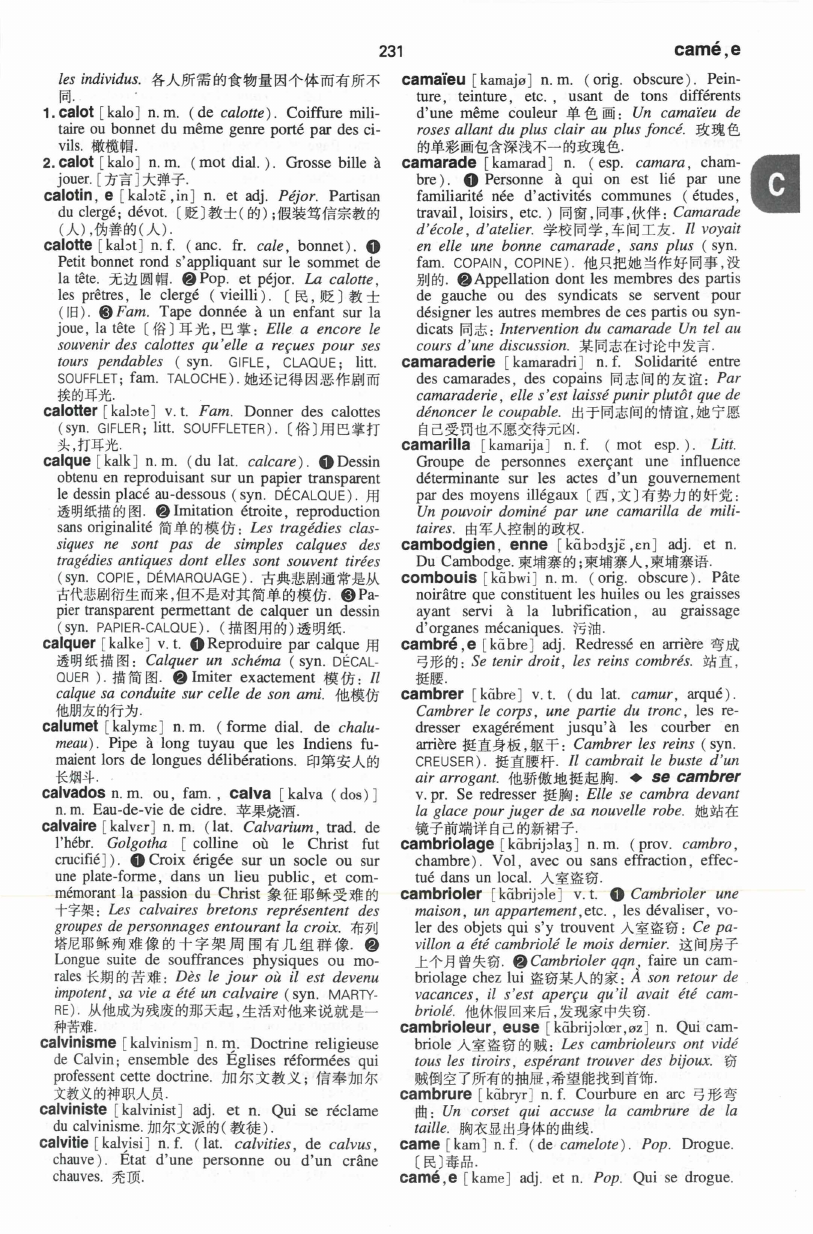 231
camé,e
les individus. 各人所需的食物量因个体而有所不
同.
1. calot [kalo] n. m. (de calotte). Coiffure mili-
taire ou bonnet du même genre porté par des ci-
vils. 橄榄帽.
2. calot [kalo] n. m. (mot dial.). Grosse bille à
jouer. [方言]大弹子.
calotin, e [kalɔtɛ̃,in] n. et adj. Péjor. Partisan
du clergé; dévot. 〔贬〕教士(的);假装笃信宗教的
(人),伪善的(人).
calotte [kalɔt] n. f. (anc. fr. cale, bonnet). ❶
Petit bonnet rond s'appliquant sur le sommet de
la tête. 无边圆帽. ❷Pop. et péjor. La calotte,
les prêtres, le clergé (vieilli). 〔民,贬〕教士
(旧). ❸Fam. Tape donnée à un enfant sur la
joue, la tête〔俗〕耳光,巴掌: Elle a encore le
souvenir des calottes qu'elle a reçues pour ses
tours pendables ( syn. GIFLE, CLAQUE; litt.
SOUFFLET; fam. TALOCHE).她还记得因恶作剧而
挨的耳光.
calotter [kalɔte] v. t. Fam. Donner des calottes
(syn. GIFLER; litt. SOUFFLETER).〔俗〕用巴掌打
头,打耳光.
calque [kalk] n. m. (du lat. calcare). ❶Dessin
obtenu en reproduisant sur un papier transparent
le dessin placé au-dessous (syn. DÉCALQUE). 用
透明纸描的图. ❷Imitation étroite, reproduction
sans originalité 简单的模仿: Les tragédies clas-
siques ne sont pas de simples calques des
tragédies antiques dont elles sont souvent tirées
(syn. COPIE, DÉMARQUAGE). 古典悲剧通常是从
古代悲剧衍生而来,但不是对其简单的模仿. ❸Pa-
pier transparent permettant de calquer un dessin
(syn. PAPIER-CALQUE). (描图用的)透明纸.
calquer [kalke] v. t. ❶Reproduire par calque 用
透明纸描图: Calquer un schéma (syn. DÉCAL-
QUER ). 描简图. ❷Imiter exactement 模仿: Il
calque sa conduite sur celle de son ami. 他模仿
他朋友的行为.
calumet [kalymɛ] n. m. (forme dial. de chalu-
meau). Pipe à long tuyau que les Indiens fu-
maient lors de longues délibérations. 印第安人的
长烟斗.
calvados n. m. ou, fam., calva [kalva (dos)]
n. m. Eau-de-vie de cidre. 苹果烧酒.
calvaire [kalvɛr] n. m. (lat. Calvarium, trad. de
l'hébr. Golgotha [ colline où le Christ fut
crucifié]). ❶Croix érigée sur un socle ou sur
une plate-forme, dans un lieu public, et com-
mémorant la passion du Christ 象征耶稣受难的
十字架: Les calvaires bretons représentent des
groupes de personnages entourant la croix. 布列
塔尼耶稣殉难像的十字架周围有几组群像. ❷
Longue suite de souffrances physiques ou mo-
rales 长期的苦难: Dès le jour où il est devenu
impotent, sa vie a été un calvaire (syn. MARTY-
RE). 从他成为残废的那天起,生活对他来说就是一
种苦难.
calvinisme [kalvinism] n. m. Doctrine religieuse
de Calvin; ensemble des Églises réformées qui
professent cette doctrine. 加尔文教义; 信奉加尔
文教义的神职人员.
calviniste [kalvinist] adj. et n. Qui se réclame
du calvinisme. 加尔文派的(教徒).
calvitie [kalvisi] n. f. (lat. calvities, de calvus,
chauve). État d'une personne ou d'un crâne
chauves. 秃顶.
camaïeu [kamajø] n. m. (orig. obscure). Pein-
ture, teinture, etc., usant de tons différents
d'une même couleur 单色画: Un camaïeu de
roses allant du plus clair au plus foncé. 玫瑰色
的单彩画包含深浅不一的玫瑰色.
camarade [kamarad] n. (esp. camara, cham-
bre). ❶ Personne à qui on est lié par une
familiarité née d'activités communes (études,
travail, loisirs, etc.) 同窗,同事,伙伴: Camarade
d'école, d'atelier. 学校同学,车间工友. Il voyait
en elle une bonne camarade, sans plus (syn.
fam. COPAIN, COPINE). 他只把她当作好同事,没
别的. ❷Appellation dont les membres des partis
de gauche ou des syndicats se servent pour
désigner les autres membres de ces partis ou syn-
dicats 同志: Intervention du camarade Un tel au
cours d'une discussion. 某同志在讨论中发言.
camaraderie [kamaradri] n. f. Solidarité entre
des camarades, des copains 同志间的友谊: Par
camaraderie, elle s'est laissé punir plutôt que de
dénoncer le coupable. 出于同志间的情谊,她宁愿
自己受罚也不愿交待元凶.
camarilla [kamarija] n. f. ( mot esp.). Litt.
Groupe de personnes exerçant une influence
déterminante sur les actes d'un gouvernement
par des moyens illégaux〔西,文〕有势力的奸党:
Un pouvoir dominé par une camarilla de mili-
taires. 由军人控制的政权.
cambodgien, enne [kɑ̃bɔdʒjɛ̃,ɛn] adj. et n.
Du Cambodge. 柬埔寨的;柬埔寨人,柬埔寨语.
combouis [kɑ̃bwi] n. m. (orig. obscure). Pâte
noirâtre que constituent les huiles ou les graisses
ayant servi à la lubrification, au graissage
d'organes mécaniques. 污油.
cambré,e [kɑ̃bre] adj. Redressé en arrière 弯成
弓形的: Se tenir droit, les reins combrés. 站直,
挺腰.
cambrer [kɑ̃bre] v. t. (du lat. camur, arqué).
Cambrer le corps, une partie du tronc, les re-
dresser exagérément jusqu'à les courber en
arrière 挺直身板,躯干: Cambrer les reins (syn.
CREUSER). 挺直腰杆. Il cambrait le buste d'un
air arrogant. 他骄傲地挺起胸. ◆ se cambrer
v. pr. Se redresser 挺胸: Elle se cambra devant
la glace pour juger de sa nouvelle robe. 她站在
镜子前端详自己的新裙子.
cambriolage [kɑ̃brijɔlaʒ] n. m. (prov. cambro,
chambre). Vol, avec ou sans effraction, effec-
tué dans un local. 入室盗窃.
cambrioler [kɑ̃brijɔle] v. t. ❶ Cambrioler une
maison, un appartement,etc. , les dévaliser, vo-
ler des objets qui s'y trouvent 入室盗窃: Ce pa-
villon a été cambriolé le mois dernier. 这间房子
上个月曾失窃. ❷Cambrioler qqn, faire un cam-
briolage chez lui 盗窃某人的家: À son retour de
vacances, il s'est aperçu qu'il avait été cam-
briolé. 他休假回来后,发现家中失窃.
cambrioleur, euse [kɑ̃brijɔlœr,øz] n. Qui cam-
briole 入室盗窃的贼: Les cambrioleurs ont vidé
tous les tiroirs, espérant trouver des bijoux. 窃
贼倒空了所有的抽屉,希望能找到首饰.
cambrure [kɑ̃bryr] n. f. Courbure en arc 弓形弯
曲: Un corset qui accuse la cambrure de la
taille. 胸衣显出身体的曲线.
came [kam] n. f. (de camelote). Pop. Drogue.
〔民〕毒品.
camé,e [kame] adj. et n. Pop. Qui se drogue.
C